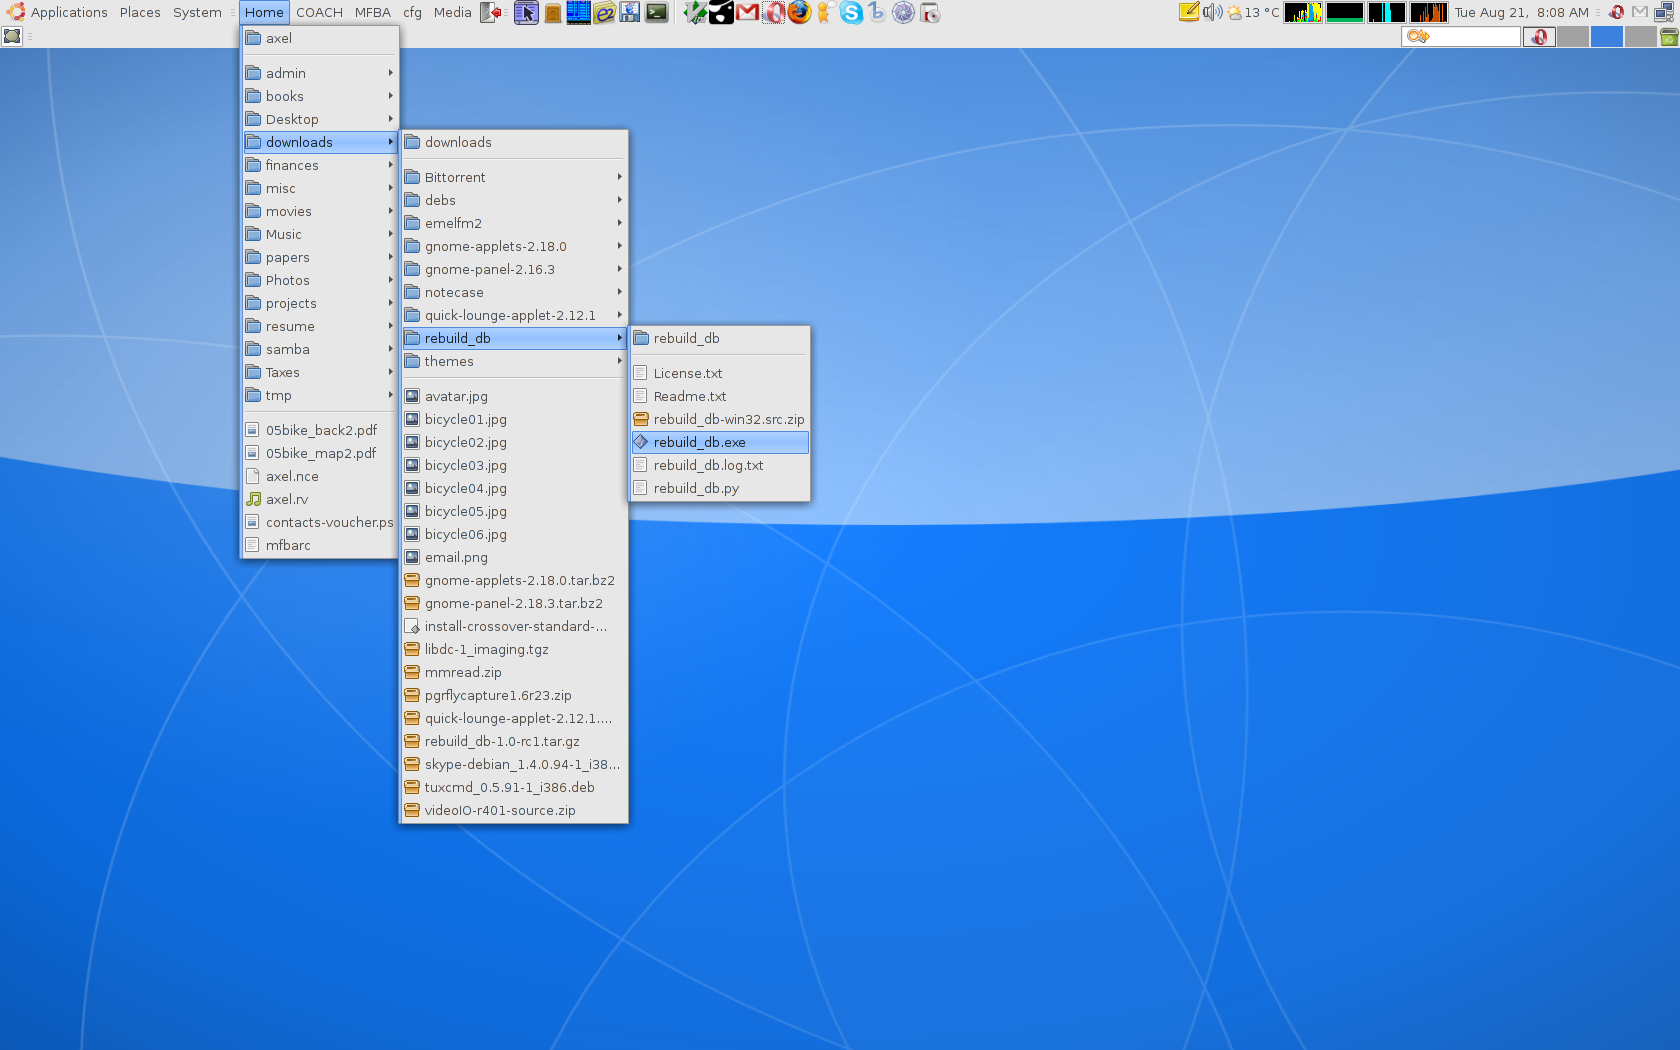 Applications Places System Home COACH MFBA cfg Media 13 °C Tue Aug 21, 8:08 AM
axel
admin
books
Desktop
downloads
finances
misc
movies
Music
papers
Photos
projects
resume
samba
Taxes
tmp
05bike_back2.pdf
05bike_map2.pdf
axel.nce
axel.rv
contacts-voucher.ps
mfbarc
downloads
Bittorrent
debs
emelfm2
gnome-applets-2.18.0
gnome-panel-2.16.3
notecase
quick-lounge-applet-2.12.1
rebuild_db
themes
avatar.jpg
bicycle01.jpg
bicycle02.jpg
bicycle03.jpg
bicycle04.jpg
bicycle05.jpg
bicycle06.jpg
email.png
gnome-applets-2.18.0.tar.bz2
gnome-panel-2.18.3.tar.bz2
install-crossover-standard-...
libdc-1_imaging.tgz
mmread.zip
pgrflycapture1.6r23.zip
quick-lounge-applet-2.12.1....
rebuild_db-1.0-rc1.tar.gz
skype-debian_1.4.0.94-1_i38...
tuxcmd_0.5.91-1_i386.deb
videoIO-r401-source.zip
rebuild_db
License.txt
Readme.txt
rebuild_db-win32.src.zip
rebuild_db.exe
rebuild_db.log.txt
rebuild_db.py